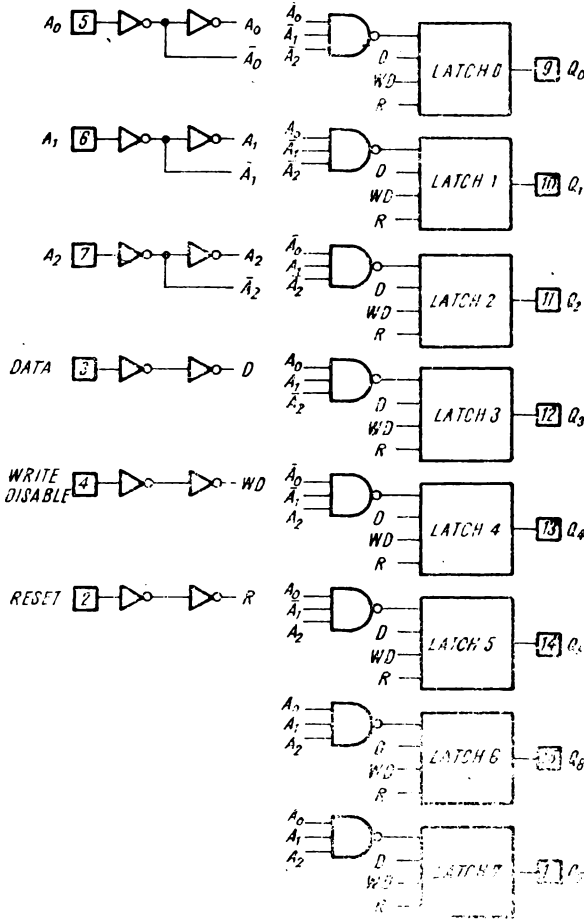 A0 5 A0
Ā0
Ā0
Ā1
Ā2
D
WD
R
LATCH 0
9 Q0
A1 6 A1
Ā1
A0
Ā1
Ā2
D
WD
R
LATCH 1
10 Q1
A2 7 A2
Ā2
Ā0
A1
Ā2
D
WD
R
LATCH 2
11 Q2
DATA 3 D
A0
A1
Ā2
D
WD
R
LATCH 3
12 Q3
WRITE
DISABLE 4 WD
Ā0
Ā1
A2
D
WD
R
LATCH 4
13 Q4
RESET 2 R
A0
Ā1
A2
D
WD
R
LATCH 5
14
A1
A2
D
WD
R
LATCH 6
A0
A1
A2
D
WD
R
LATCH